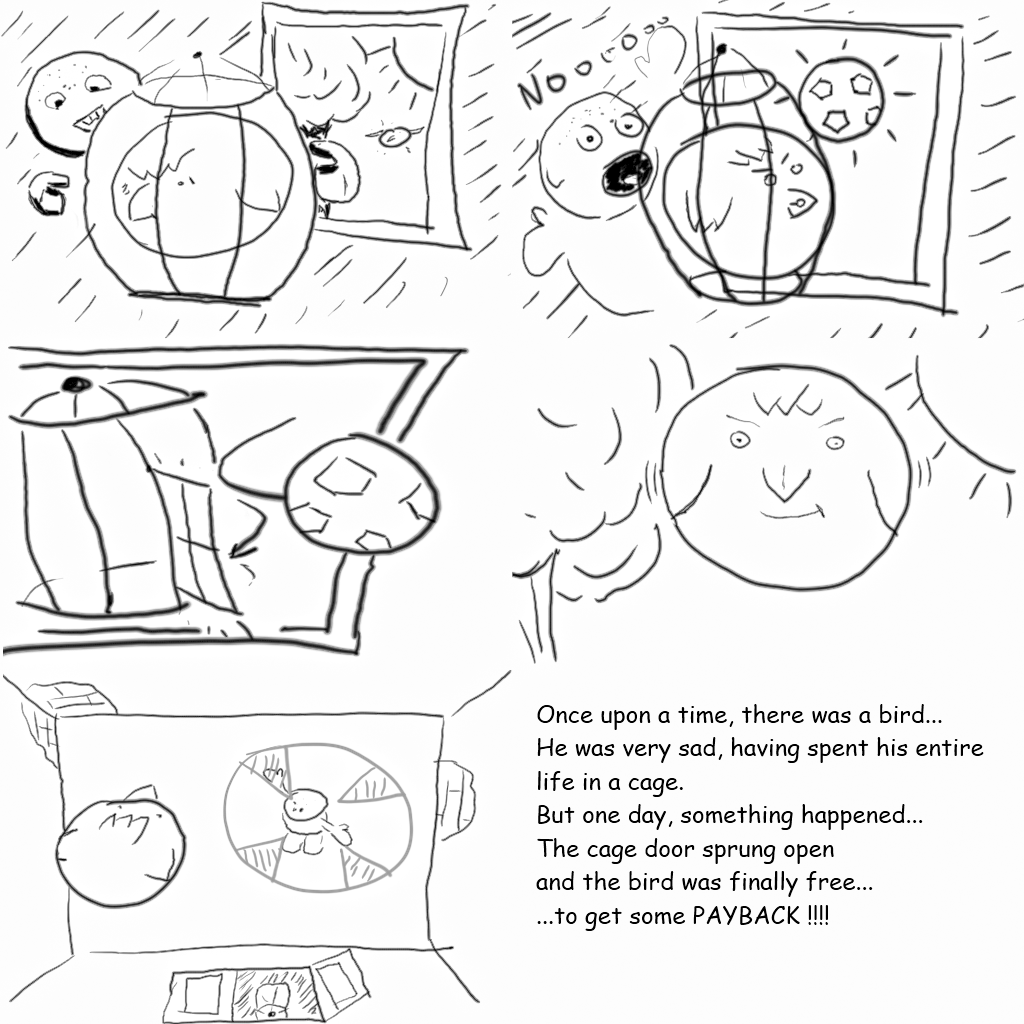 NOOOOOO
Once upon a time, there was a bird...
He was very sad, having spent his entire
life in a cage.
But one day, something happened...
The cage door sprung open
and the bird was finally free...
...to get some PAYBACK !!!!